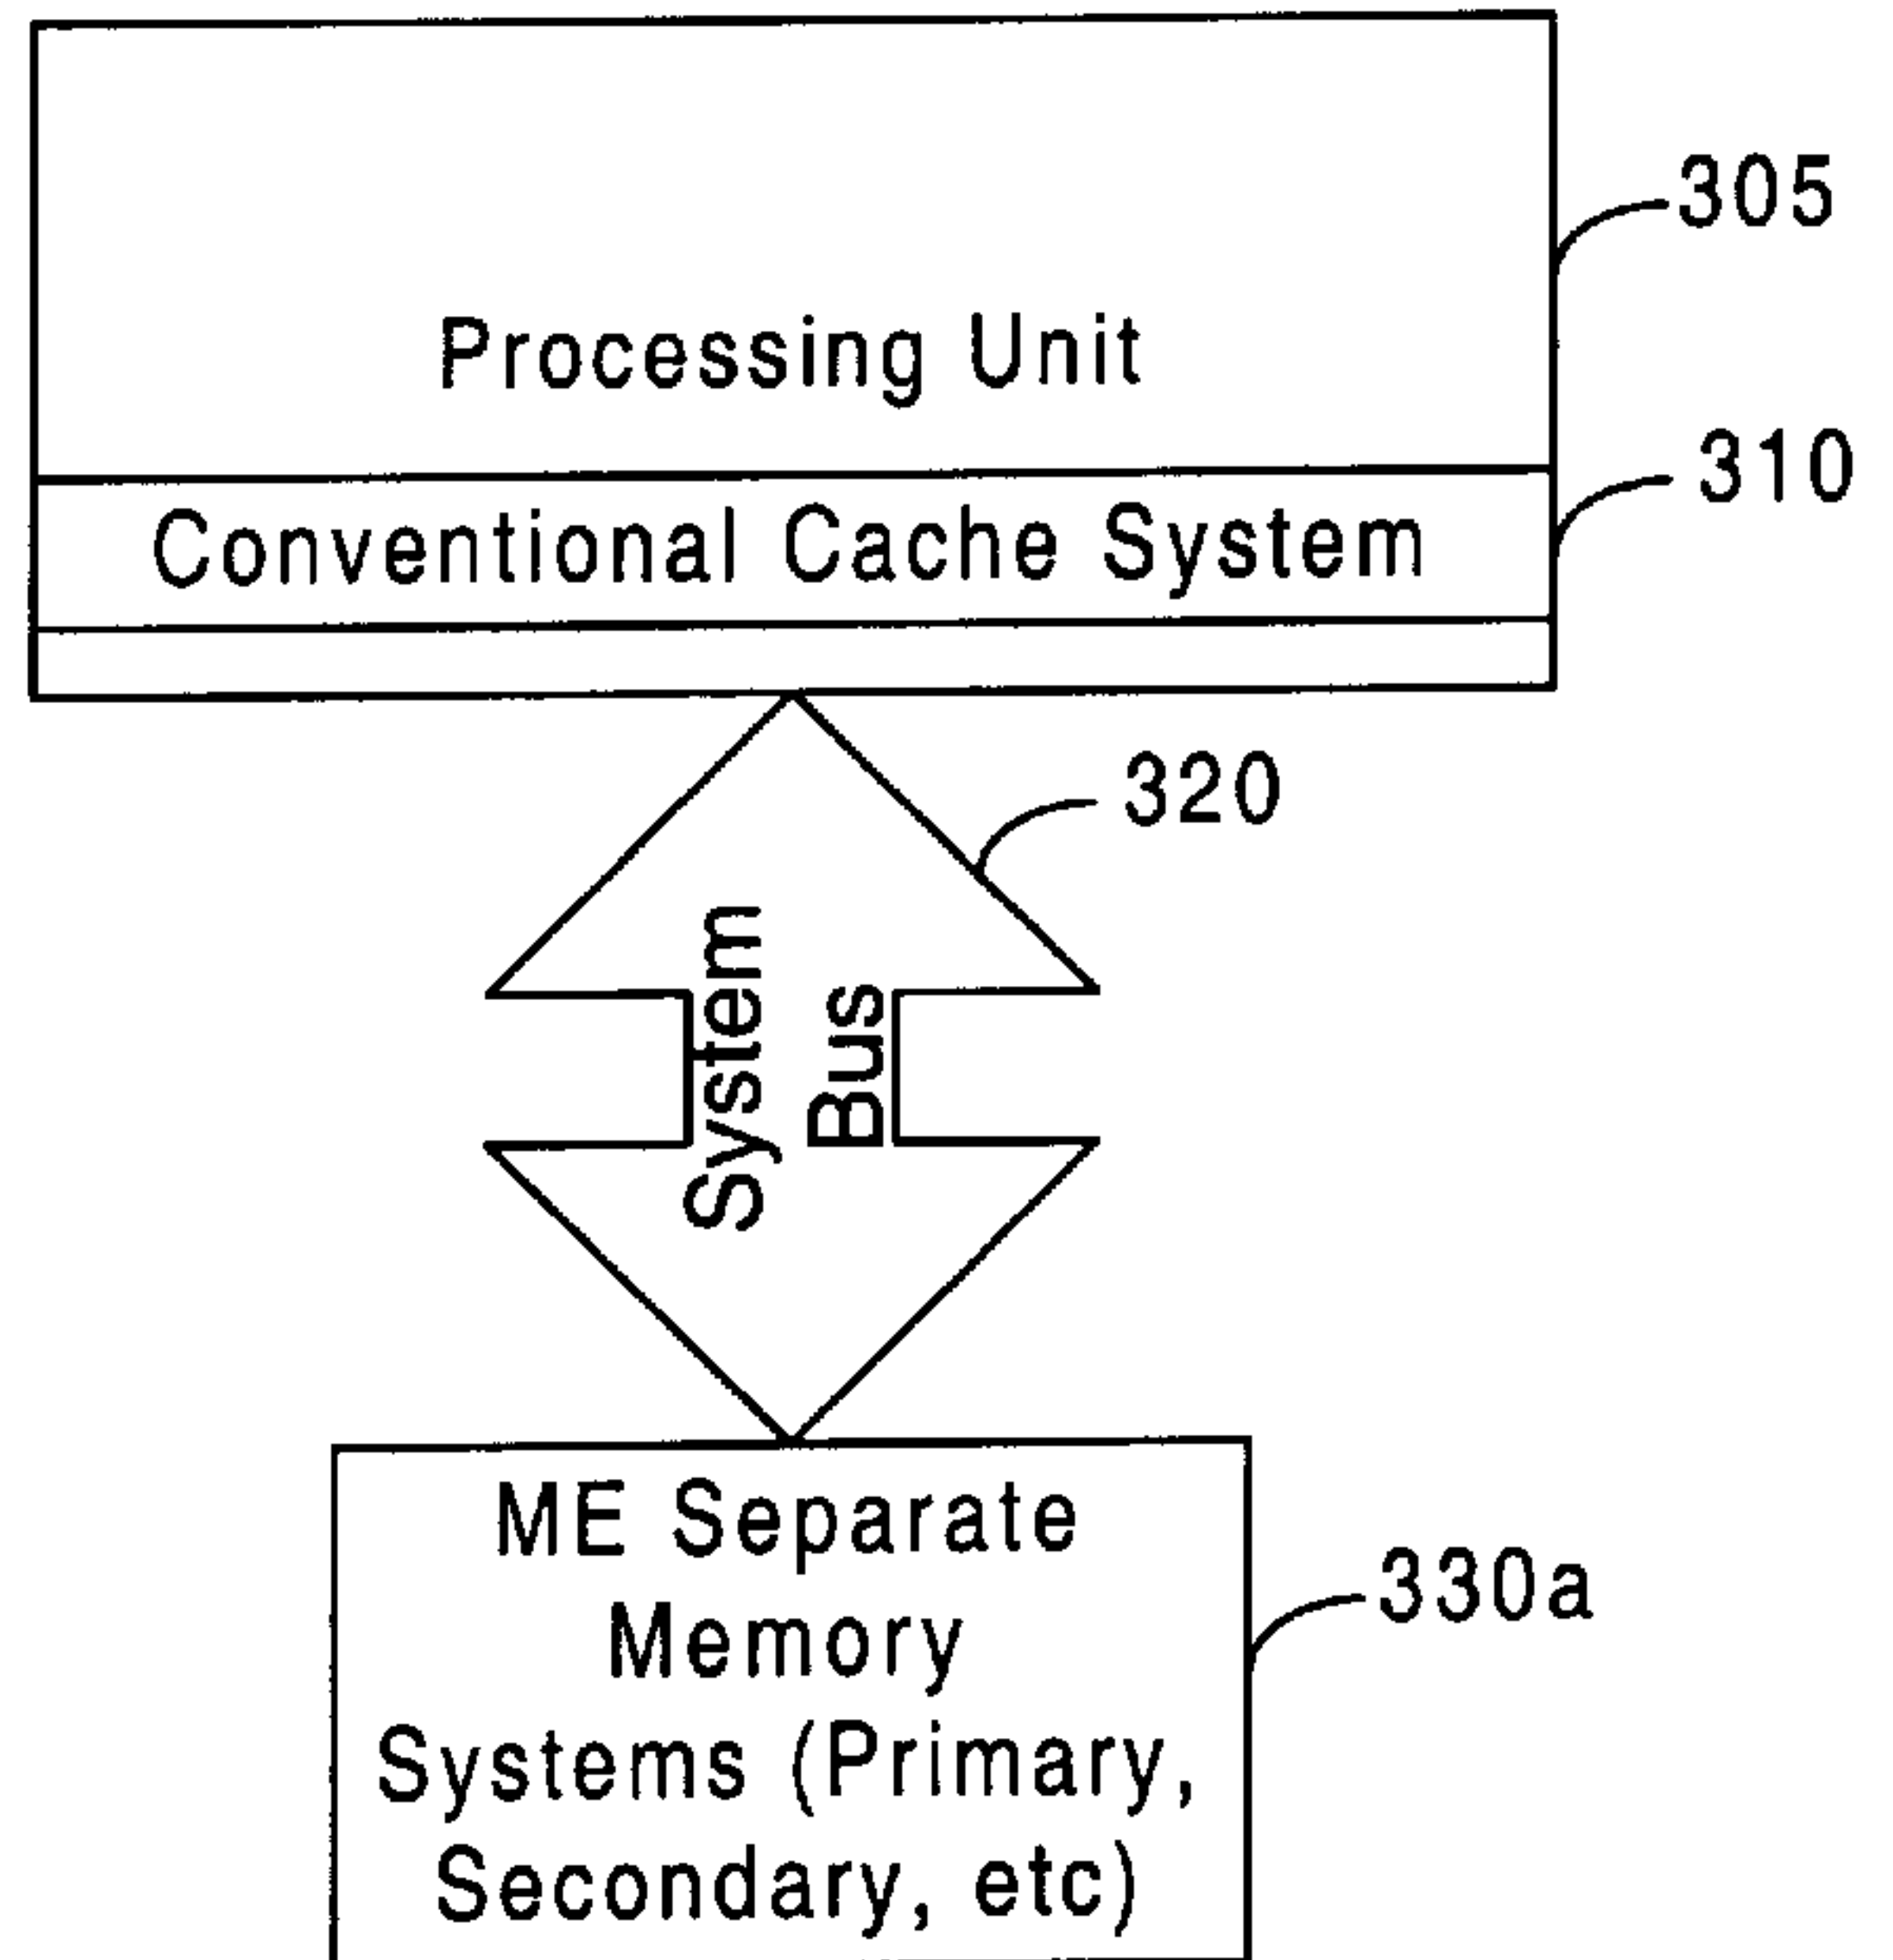 305
Processing Unit
310
Conventional Cache System
320
System
Bus
ME Separate
Memory
330a
Systems (Primary,
Secondary, etc)